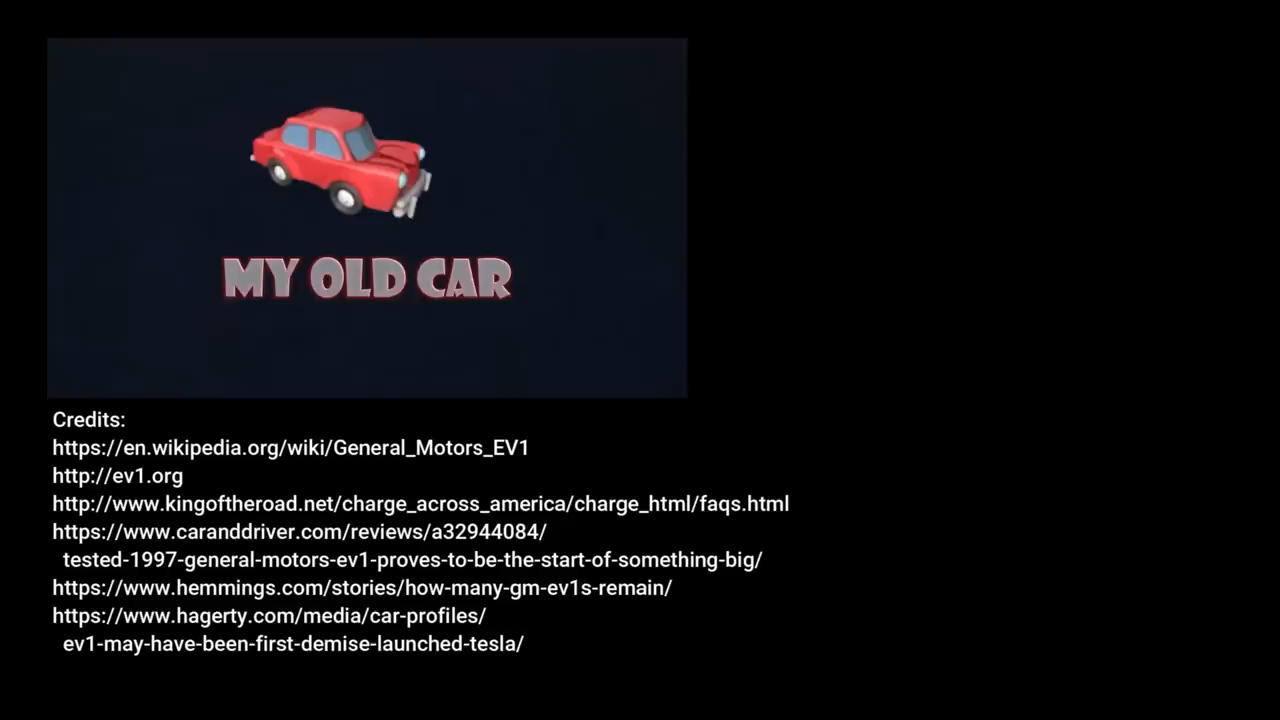 MY OLD CAR
Credits:
https://en.wikipedia.org/wiki/General_Motors_EV1
http://ev1.org
http://www.kingoftheroad.net/charge_across_america/charge_html/faqs.html
https://www.caranddriver.com/reviews/a32944084/
tested-1997-general-motors-ev1-proves-to-be-the-start-of-something-big/
https://www.hemmings.com/stories/how-many-gm-ev1s-remain/
https://www.hagerty.com/media/car-profiles/
ev1-may-have-been-first-demise-launched-tesla/